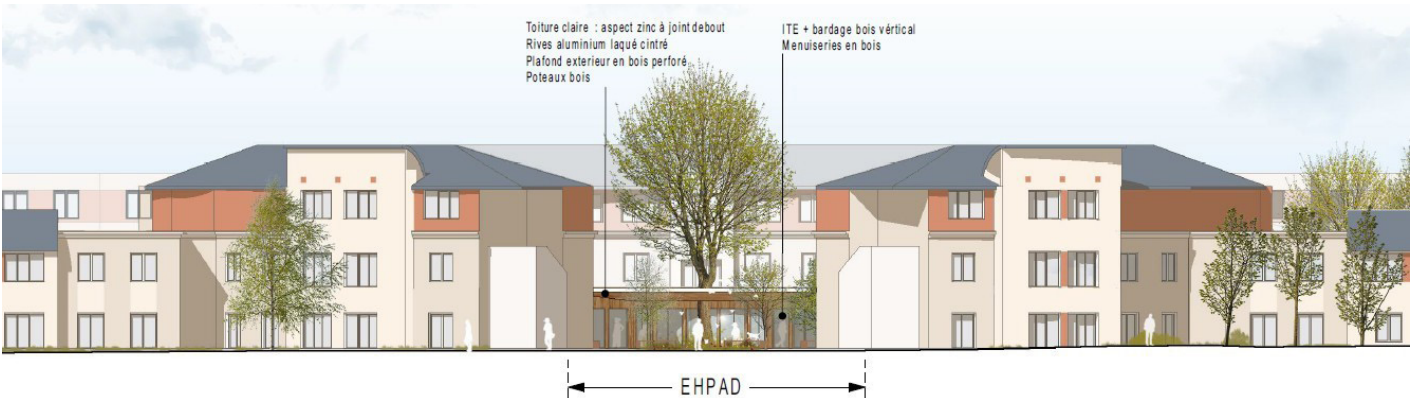 Toiture claire : aspect zinc à joint debout
Rives aluminium laqué cintré
Plafond exterieur en bois perforé
Poteaux bois
ITE + bardage bois vértical
Menuiseries en bois
EHPAD